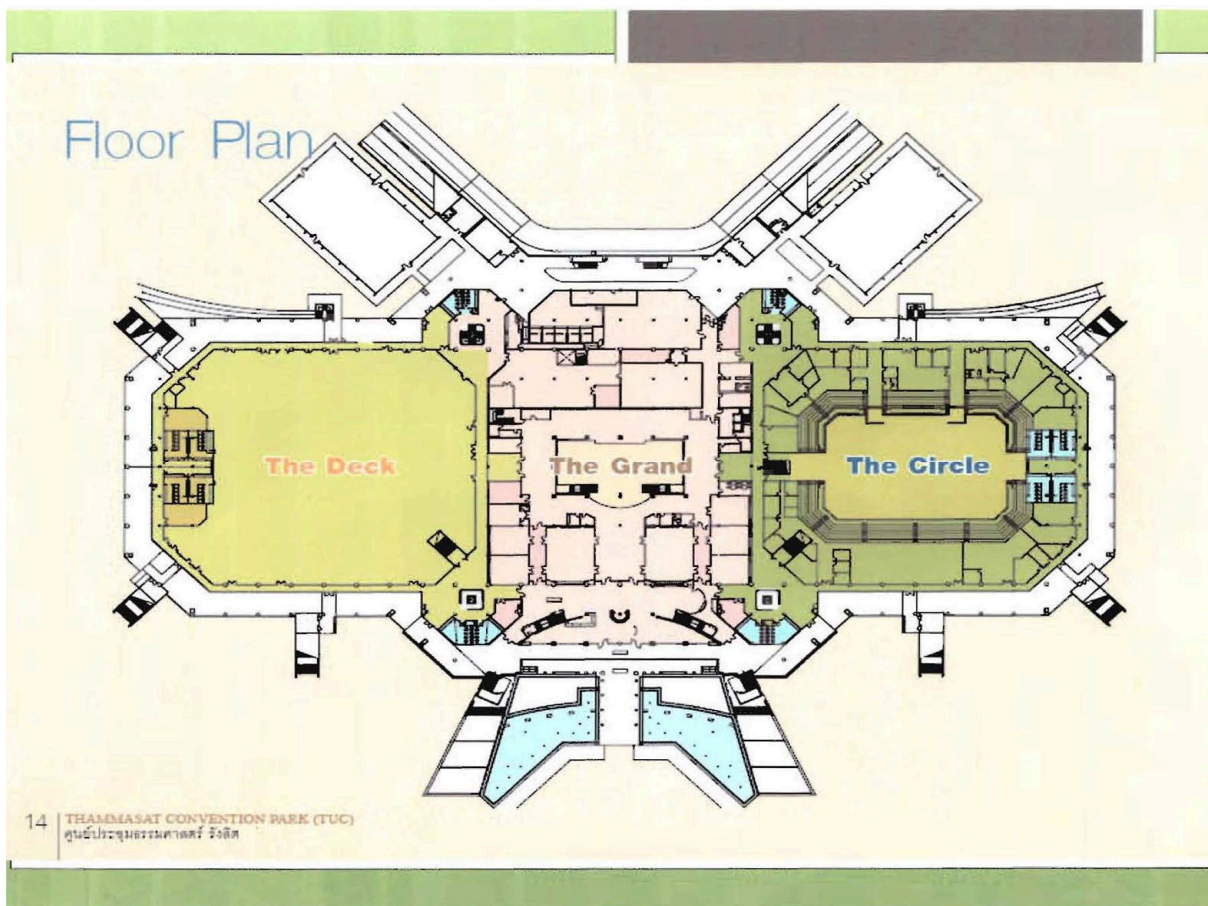 Floor Plan
The Deck
The Grand
The Circle
14
THAMMASAT CONVENTION PARK (TUC)
ศูนย์ประชุมธรรมศาสตร์ รังสิต